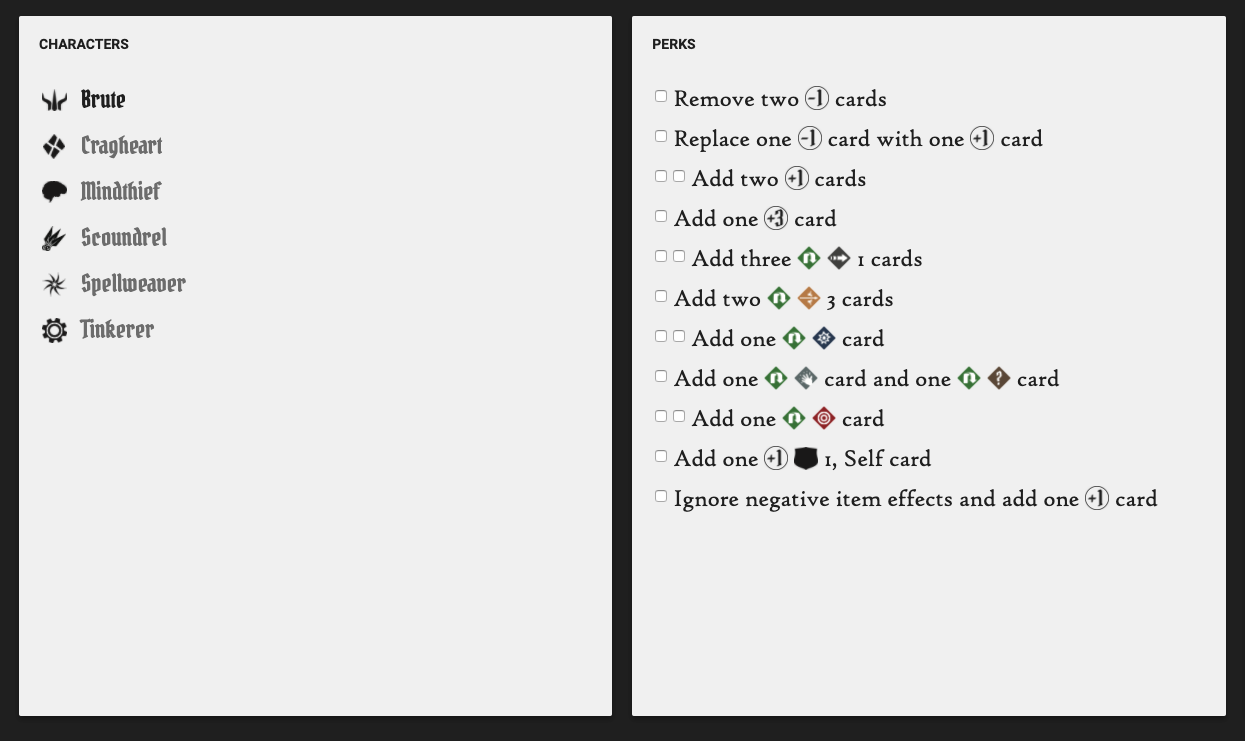 CHARACTERS
Brute
Cragheart
Mindthief
Scoundrel
Spellweaver
Tinkerer
PERKS
Remove two -1 cards
Replace one -1 card with one +1 card
Add two +1 cards
Add one +3 card
Add three 1 cards
Add two 3 cards
Add one card
Add one card and one ? card
Add one card
Add one +1 1, Self card
Ignore negative item effects and add one +1 card